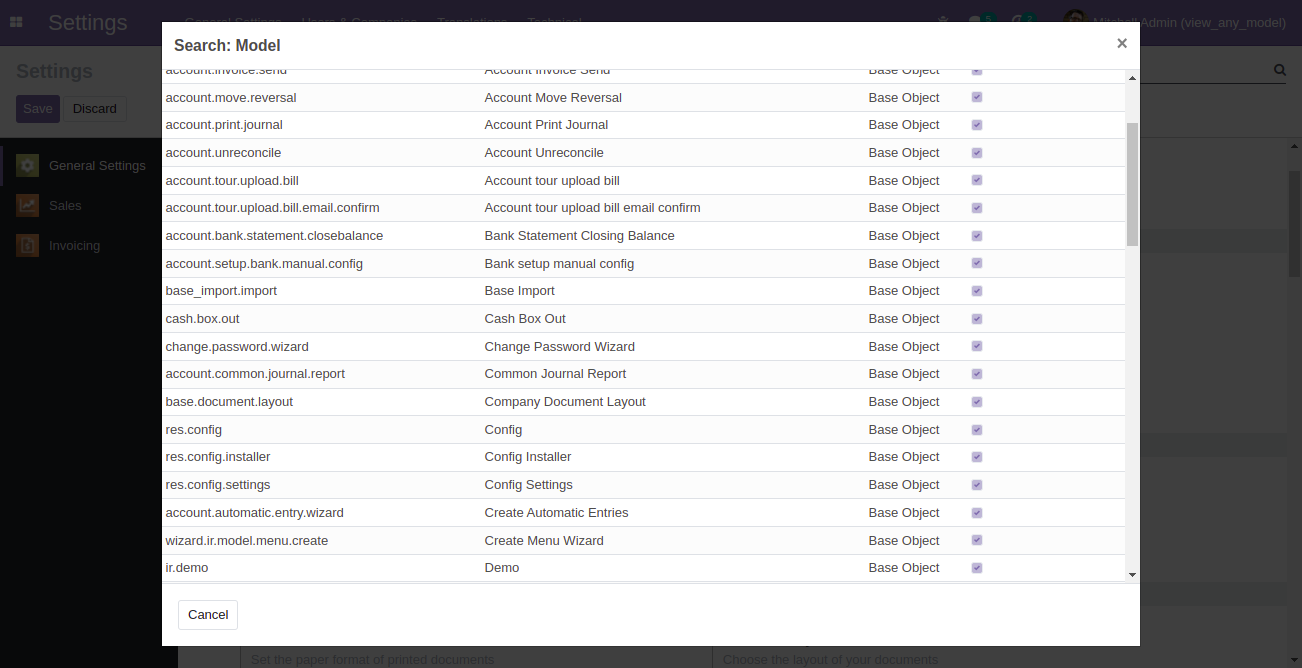 Settings General Settings Users & Companies Translations Technical 5 2 Mitchell Admin (view_any_model)
Search: Model ×
Settings
Save Discard
General Settings
Sales
Invoicing
account.invoice.send Account Invoice Send Base Object
account.move.reversal Account Move Reversal Base Object
account.print.journal Account Print Journal Base Object
account.unreconcile Account Unreconcile Base Object
account.tour.upload.bill Account tour upload bill Base Object
account.tour.upload.bill.email.confirm Account tour upload bill email confirm Base Object
account.bank.statement.closebalance Bank Statement Closing Balance Base Object
account.setup.bank.manual.config Bank setup manual config Base Object
base_import.import Base Import Base Object
cash.box.out Cash Box Out Base Object
change.password.wizard Change Password Wizard Base Object
account.common.journal.report Common Journal Report Base Object
base.document.layout Company Document Layout Base Object
res.config Config Base Object
res.config.installer Config Installer Base Object
res.config.settings Config Settings Base Object
account.automatic.entry.wizard Create Automatic Entries Base Object
wizard.ir.model.menu.create Create Menu Wizard Base Object
ir.demo Demo Base Object
Cancel
Set the paper format of printed documents Choose the layout of your documents